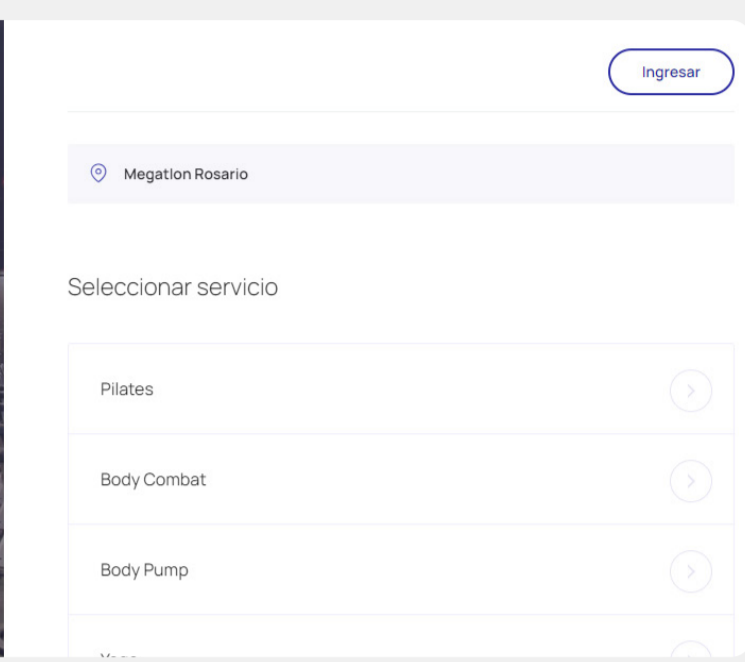 Ingresar
Megatlon Rosario
Seleccionar servicio
Pilates
Body Combat
Body Pump